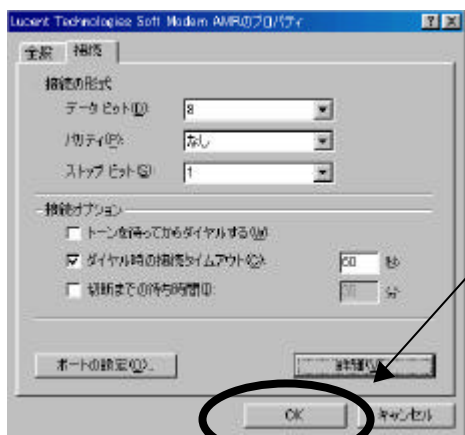 Lucent Technologies Soft Modem AMRのプロパティ
全般 接続
接続の形式
データ ビット(D): 8
パリティ(P): なし
ストップ ビット(S): 1
接続オプション
トーンを待ってからダイヤルする(W)
ダイヤル時の接続タイムアウト(C): 60 秒
切断までの待ち時間(I): 30 分
ポートの設定(O)... 詳細(V)...
OK キャンセル